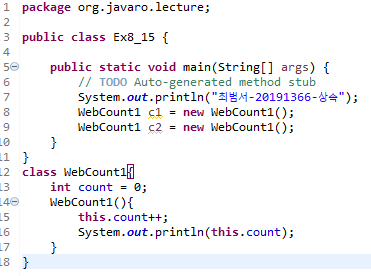 1 package org.javaro.lecture;
2
3 public class Ex8_15 {
4
5 public static void main(String[] args) {
6 // TODO Auto-generated method stub
7 System.out.println("최범서-20191366-상속");
8 WebCount1 c1 = new WebCount1();
9 WebCount1 c2 = new WebCount1();
10 }
11 }
12 class WebCount1{
13 int count = 0;
14 WebCount1(){
15 this.count++;
16 System.out.println(this.count);
17 }
18 }